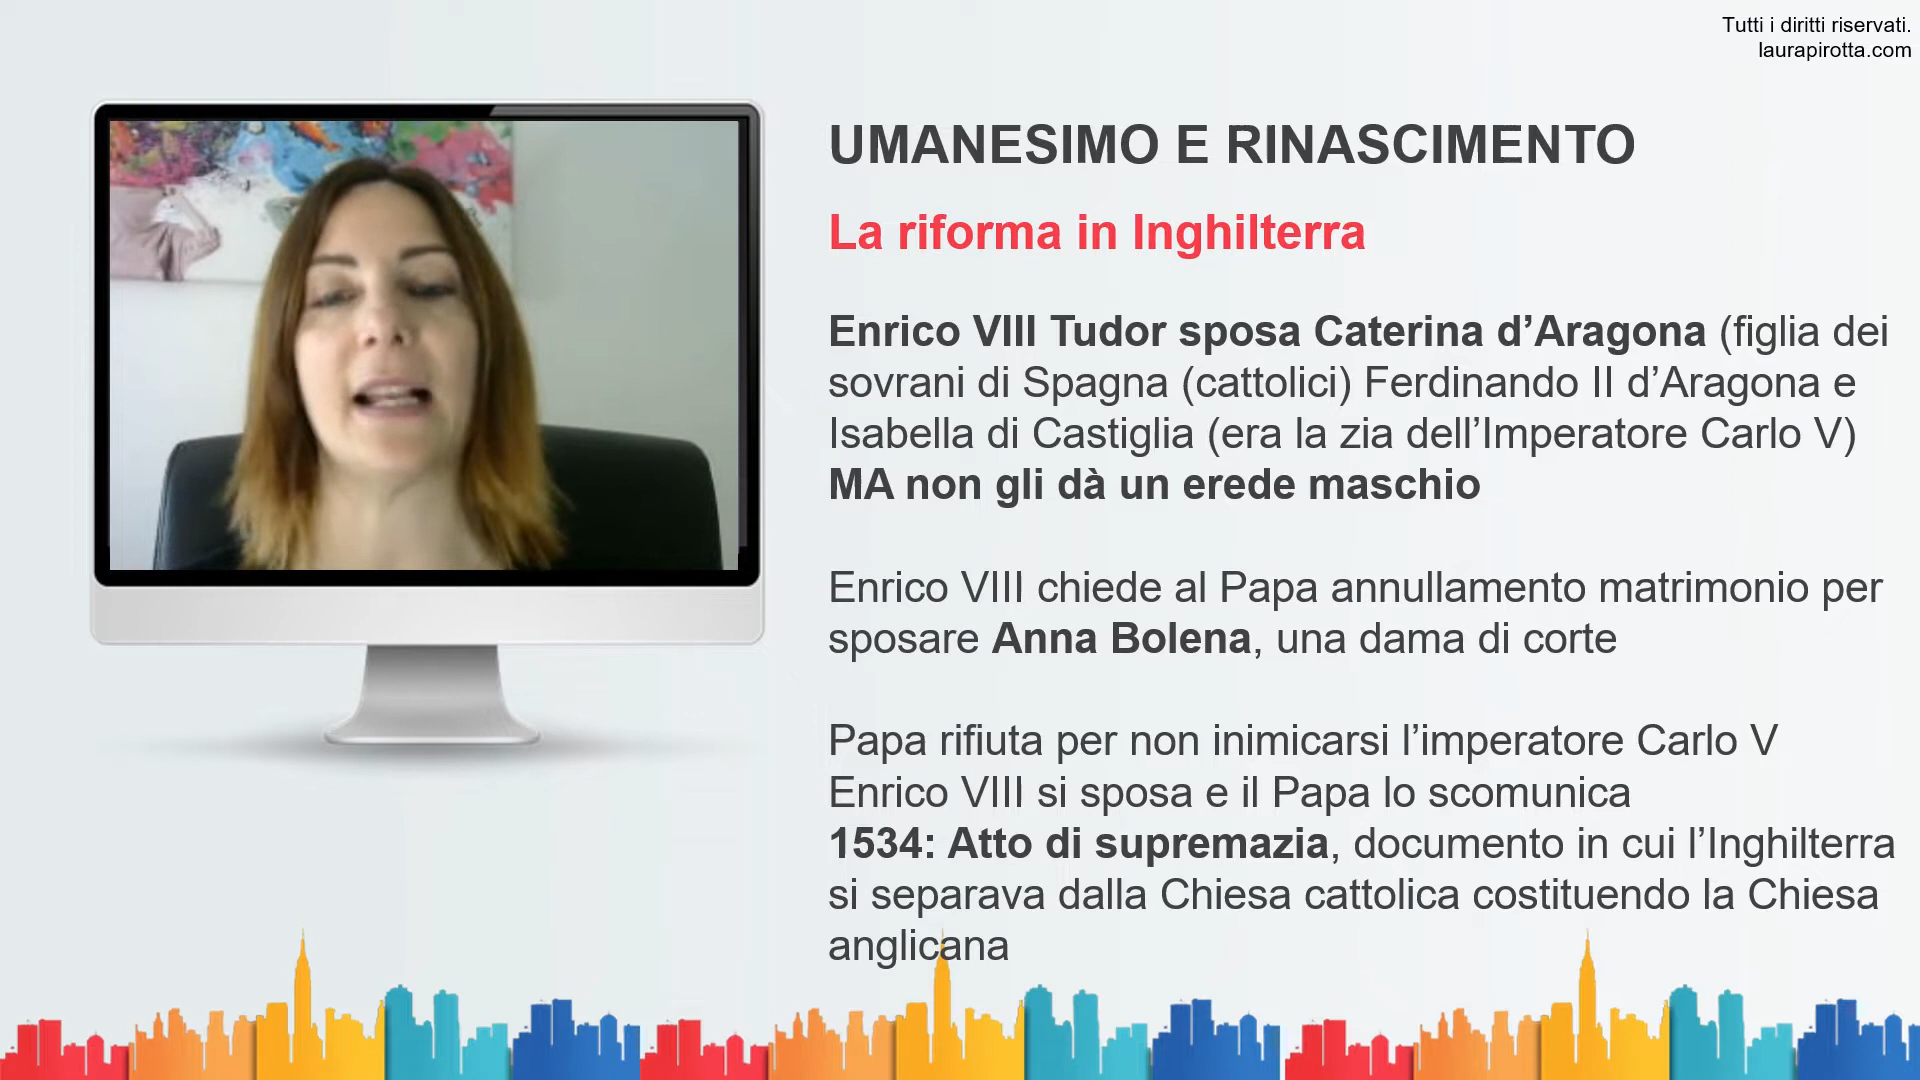 Tutti i diritti riservati.
laurapirotta.com
UMANESIMO E RINASCIMENTO
La riforma in Inghilterra
Enrico VIII Tudor sposa Caterina d’Aragona (figlia dei
sovrani di Spagna (cattolici) Ferdinando II d’Aragona e
Isabella di Castiglia (era la zia dell’Imperatore Carlo V)
MA non gli dà un erede maschio
Enrico VIII chiede al Papa annullamento matrimonio per
sposare Anna Bolena, una dama di corte
Papa rifiuta per non inimicarsi l’imperatore Carlo V
Enrico VIII si sposa e il Papa lo scomunica
1534: Atto di supremazia, documento in cui l’Inghilterra
si separava dalla Chiesa cattolica costituendo la Chiesa
anglicana